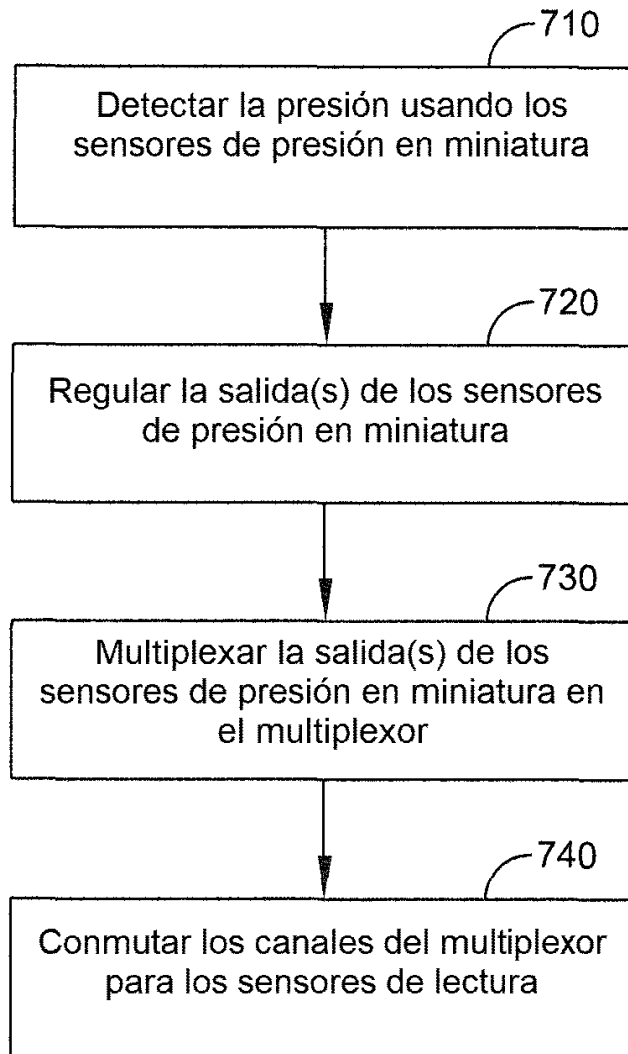 710
Detectar la presión usando los
sensores de presión en miniatura
720
Regular la salida(s) de los sensores
de presión en miniatura
730
Multiplexar la salida(s) de los
sensores de presión en miniatura en
el multiplexor
740
Conmutar los canales del multiplexor
para los sensores de lectura